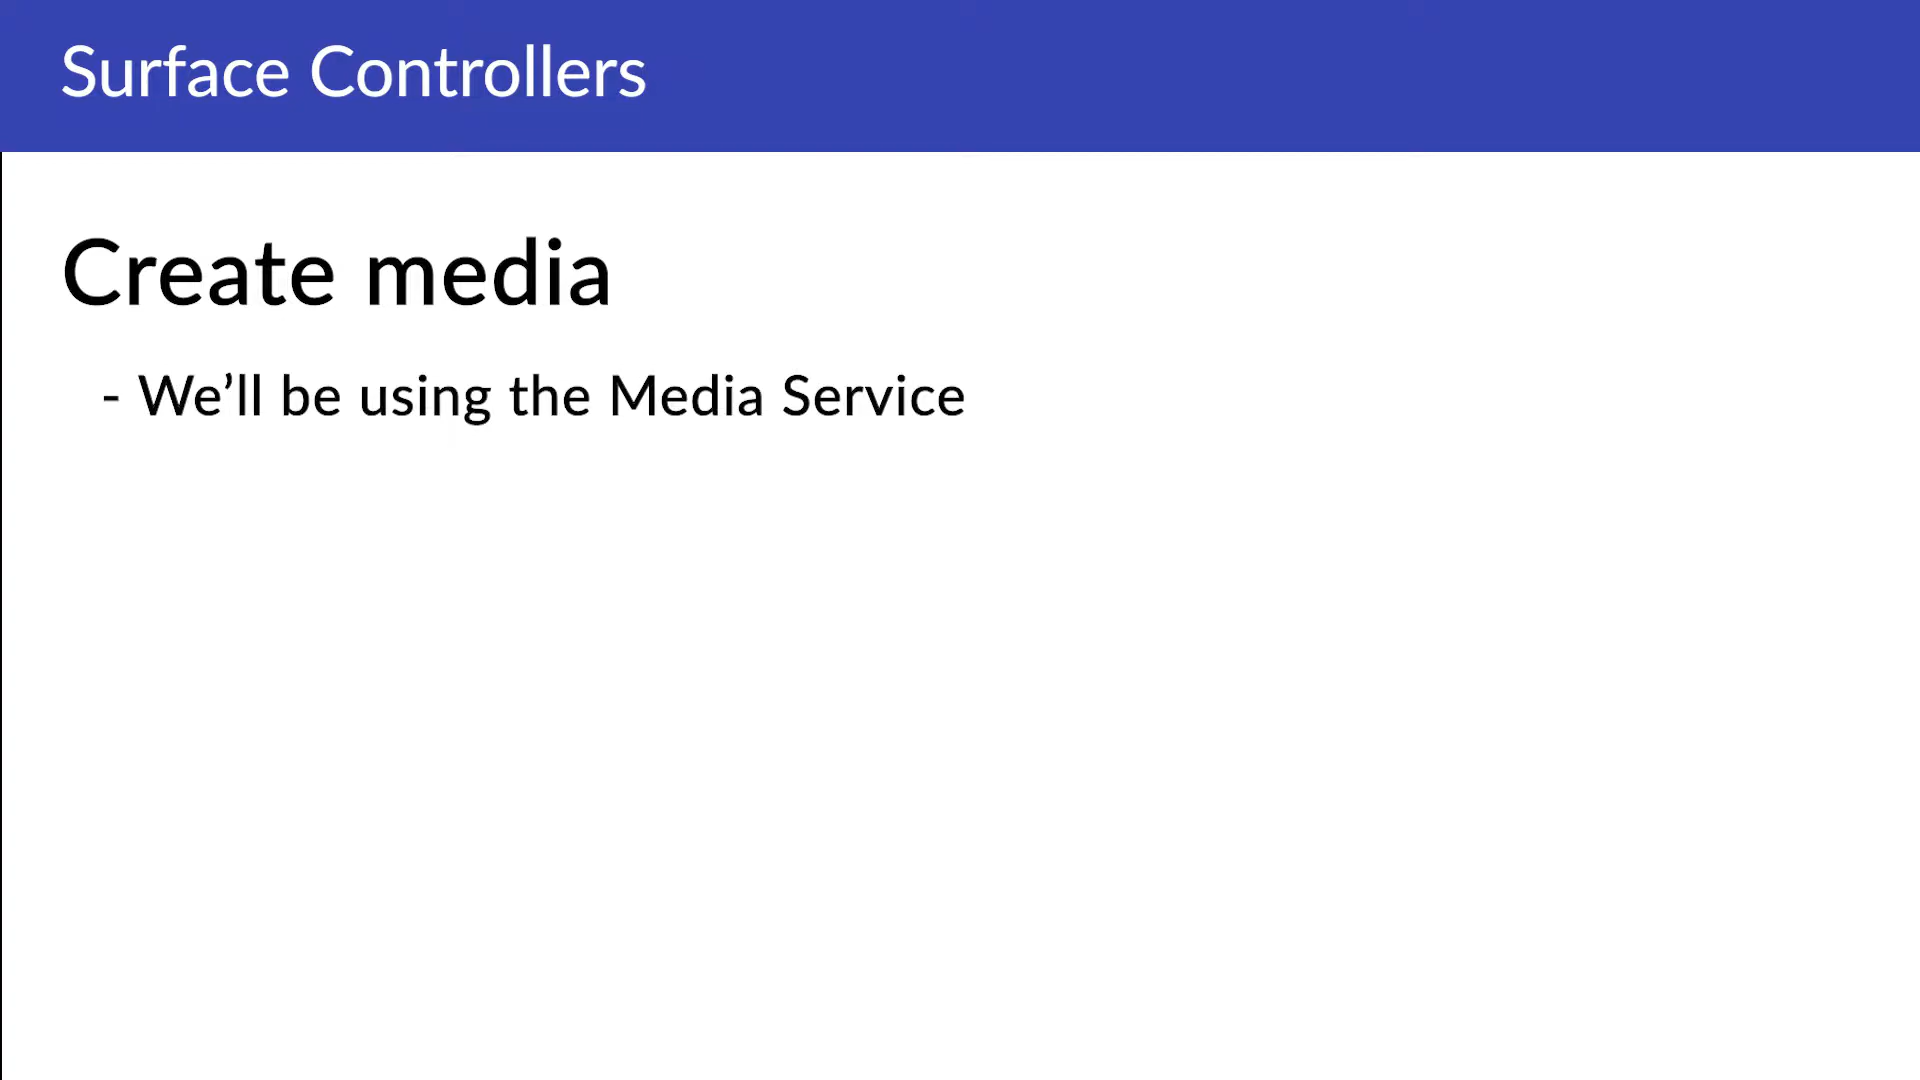 Surface Controllers
Create media
- We’ll be using the Media Service